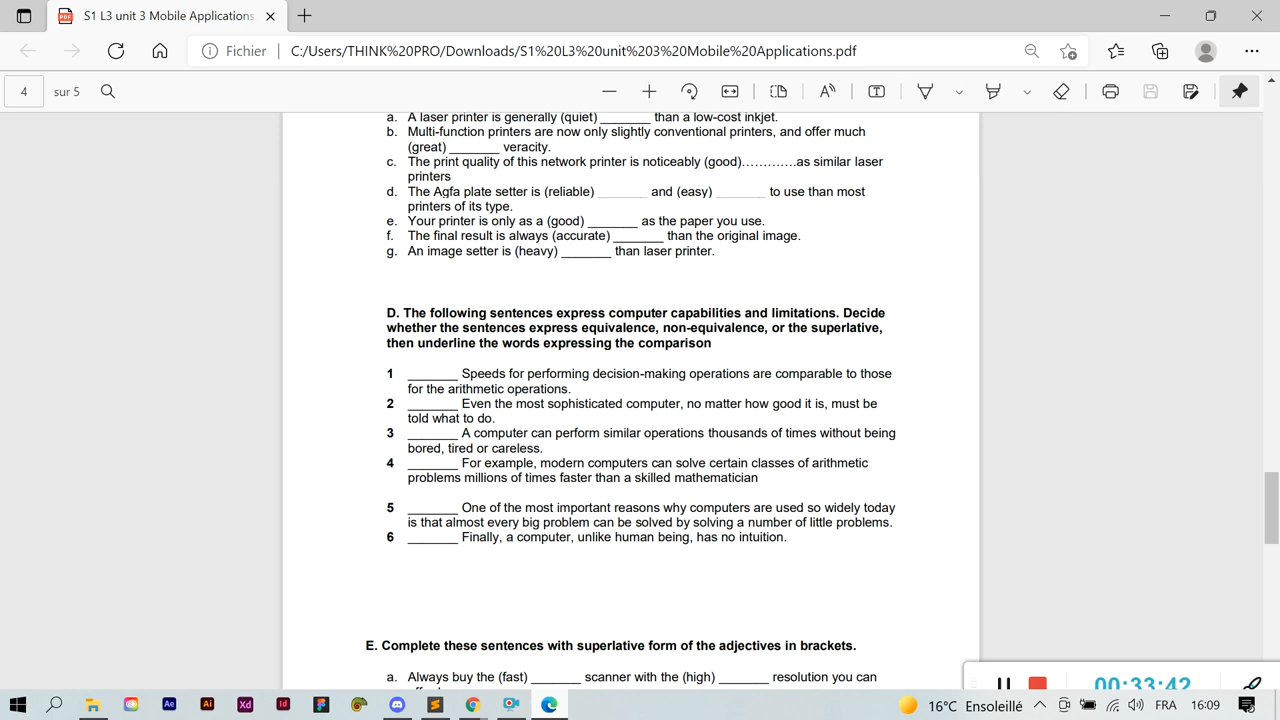 S1 L3 unit 3 Mobile Applications
Fichier C:/Users/THINK%20PRO/Downloads/S1%20L3%20unit%203%20Mobile%20Applications.pdf
4 sur 5
a. A laser printer is generally (quiet) _______ than a low-cost inkjet.
b. Multi-function printers are now only slightly conventional printers, and offer much
(great) _______ veracity.
c. The print quality of this network printer is noticeably (good)………….as similar laser
printers
d. The Agfa plate setter is (reliable) _______ and (easy) _______ to use than most
printers of its type.
e. Your printer is only as a (good) _______ as the paper you use.
f. The final result is always (accurate) _______ than the original image.
g. An image setter is (heavy) _______ than laser printer.
D. The following sentences express computer capabilities and limitations. Decide
whether the sentences express equivalence, non-equivalence, or the superlative,
then underline the words expressing the comparison
1 _______ Speeds for performing decision-making operations are comparable to those
for the arithmetic operations.
2 _______ Even the most sophisticated computer, no matter how good it is, must be
told what to do.
3 _______ A computer can perform similar operations thousands of times without being
bored, tired or careless.
4 _______ For example, modern computers can solve certain classes of arithmetic
problems millions of times faster than a skilled mathematician
5 _______ One of the most important reasons why computers are used so widely today
is that almost every big problem can be solved by solving a number of little problems.
6 _______ Finally, a computer, unlike human being, has no intuition.
E. Complete these sentences with superlative form of the adjectives in brackets.
a. Always buy the (fast) _______ scanner with the (high) _______ resolution you can
00:33:42
Ae Ai Xd Id 16°C Ensoleillé FRA 16:09